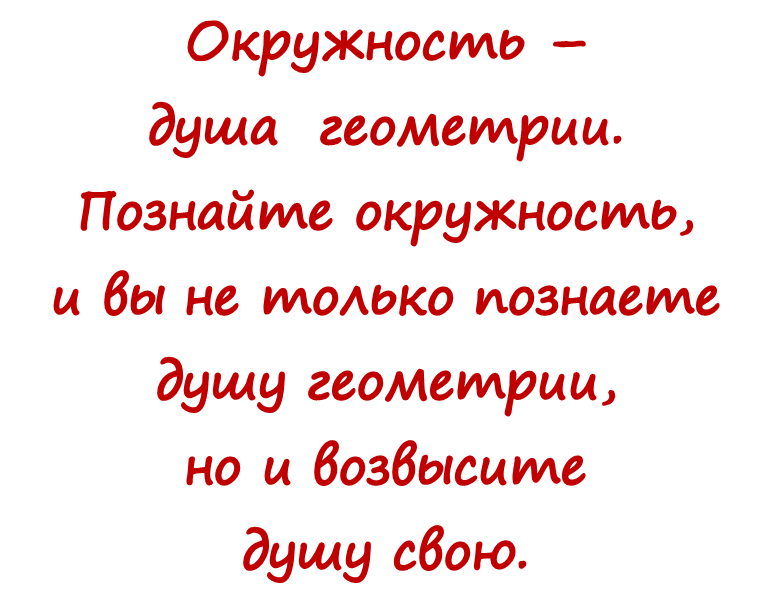 Окружность –
душа геометрии.
Познайте окружность,
и вы не только познаете
душу геометрии,
но и возвысите
душу свою.